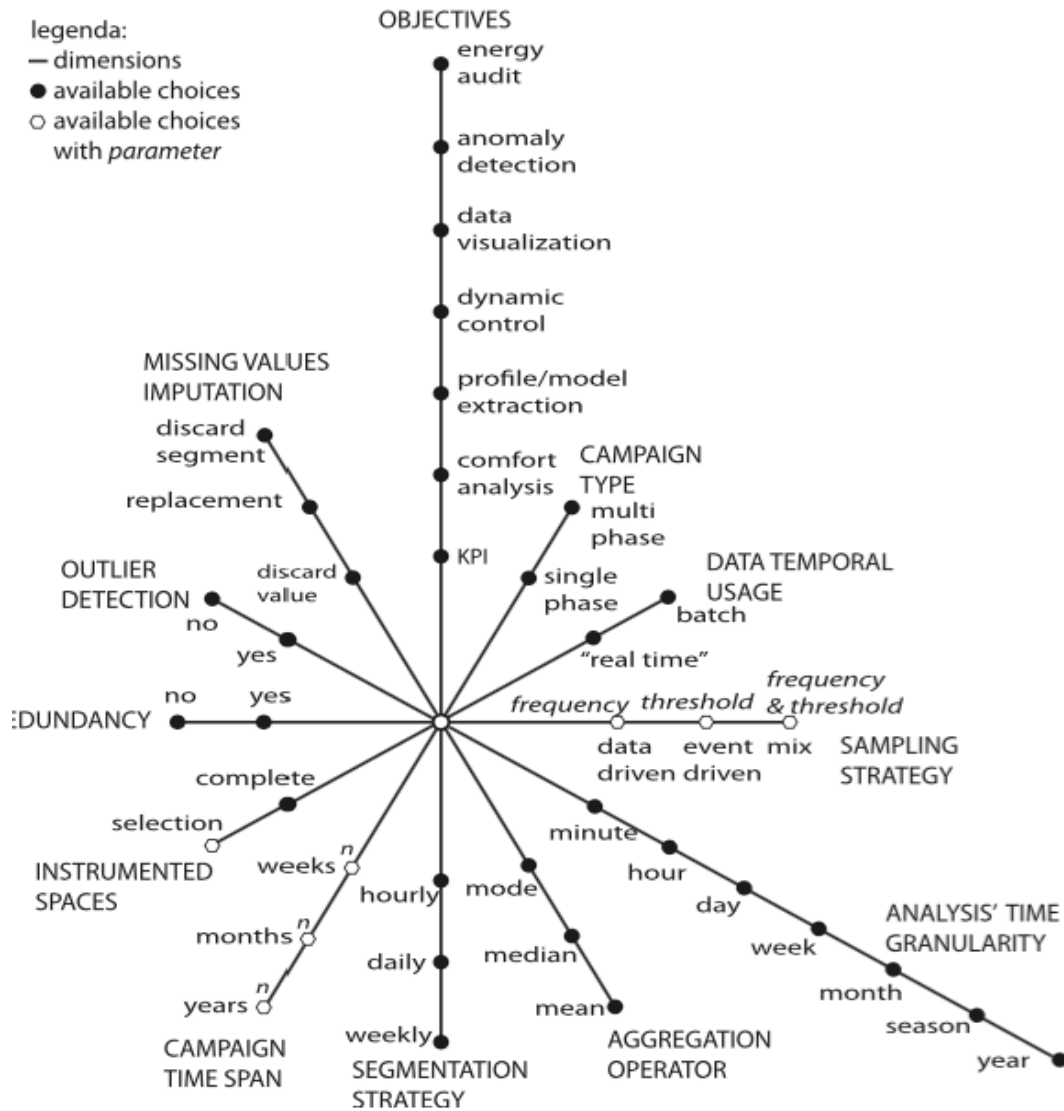 OBJECTIVES
legenda:
dimensions
available choices
available choices
with parameter
energy
audit
anomaly
detection
data
visualization
dynamic
control
profile/model
extraction
comfort
analysis
KPI
MISSING VALUES
IMPUTATION
discard
segment
replacement
discard
value
CAMPAIGN
TYPE
multi
phase
single
phase
OUTLIER
DETECTION
no
yes
DATA TEMPORAL
USAGE
batch
“real time”
no
yes
EDUNDANCY
frequency
threshold
frequency
& threshold
data
driven
event
driven
mix
SAMPLING
STRATEGY
complete
selection
INSTRUMENTED
SPACES
n
weeks
n
months
n
years
CAMPAIGN
TIME SPAN
hourly
daily
weekly
SEGMENTATION
STRATEGY
mode
median
mean
AGGREGATION
OPERATOR
minute
hour
day
week
month
season
year
ANALYSIS’ TIME
GRANULARITY